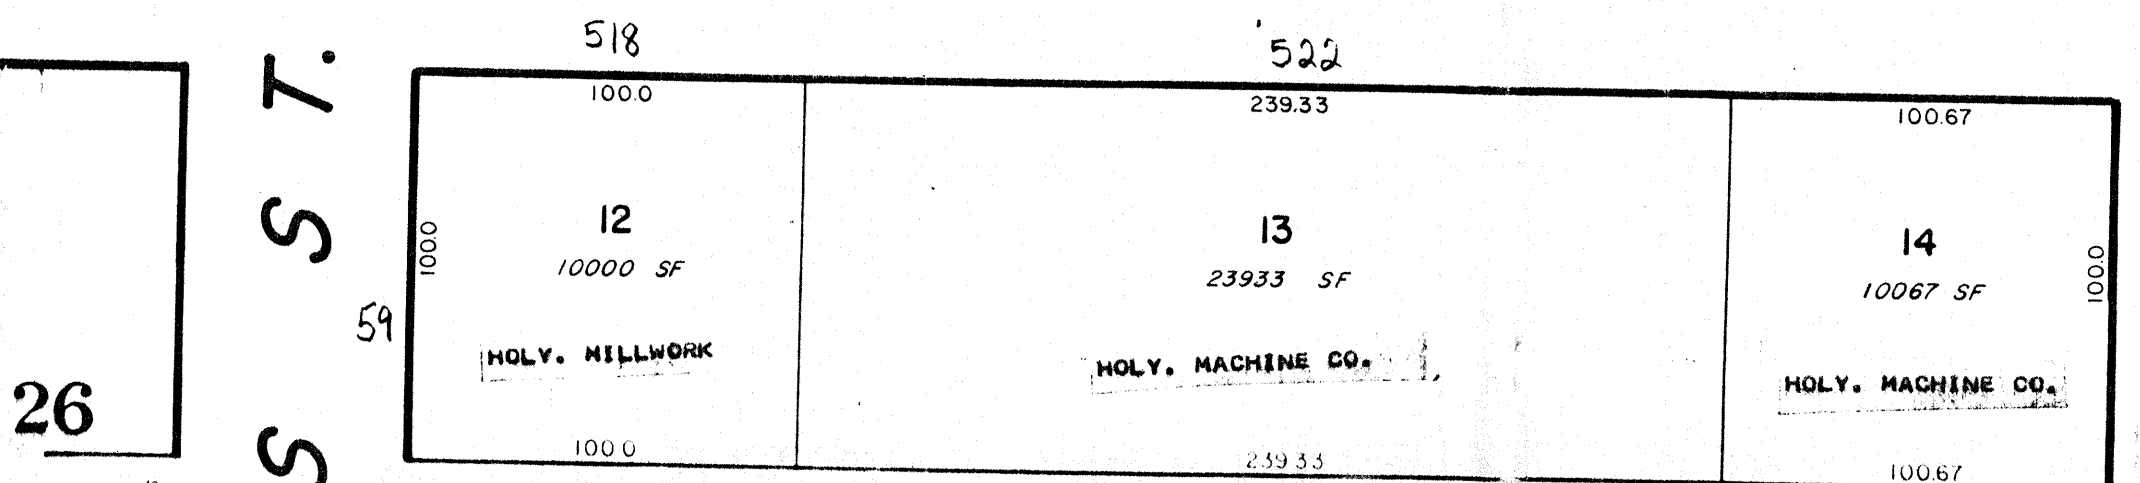 518
522
100.0
239.33
100.67
S S T.
12
13
14
100.0
10000 SF
23933 SF
10067 SF
100.0
59
HOLY. MILLWORK
HOLY. MACHINE CO.
HOLY. MACHINE CO.
26
100 0
239 33
100.67